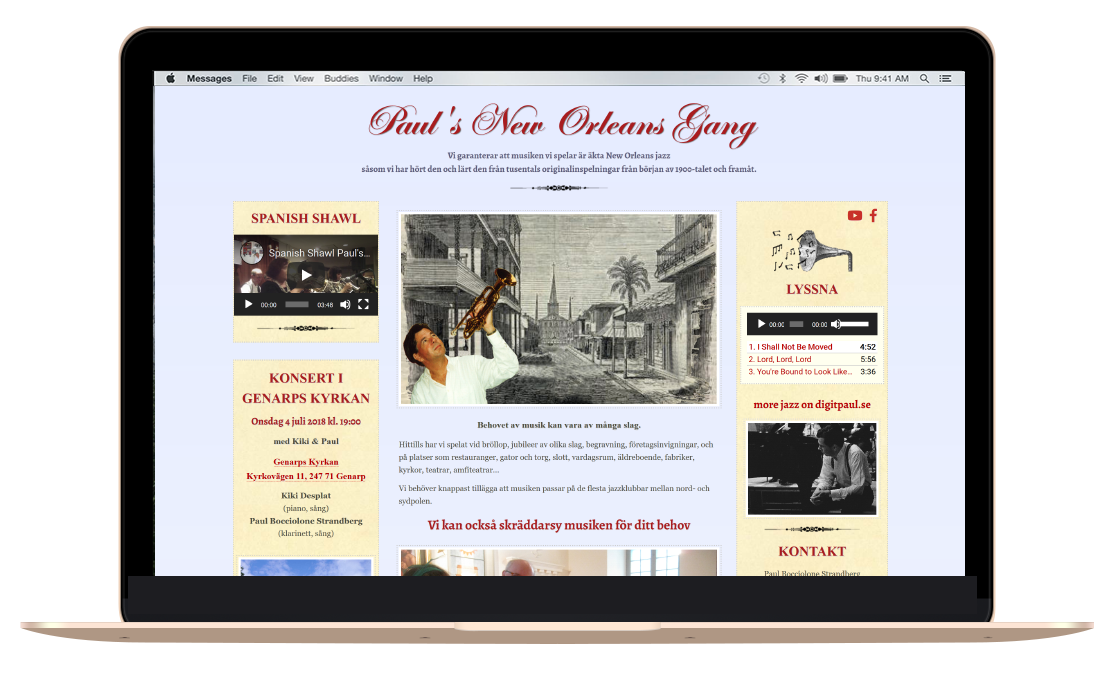 Messages File Edit View Buddies Window Help Thu 9:41 AM
Paul's New Orleans Gang
Vi garanterar att musiken vi spelar är äkta New Orleans jazz
såsom vi har hört den och lärt den från tusentals originalinspelningar från början av 1900-talet och framåt.
SPANISH SHAWL
Spanish Shawl Paul's...
00:00 03:48
KONSERT I
GENARPS KYRKAN
Onsdag 4 juli 2018 kl. 19:00
med Kiki & Paul
Genarps Kyrkan
Kyrkovägen 11, 247 71 Genarp
Kiki Desplat
(piano, sång)
Paul Bocciolone Strandberg
(klarinett, sång)
Behovet av musik kan vara av många slag.
Hittills har vi spelat vid bröllop, jubileer av olika slag, begravning, företagsinvigningar, och
på platser som restauranger, gator och torg, slott, vardagsrum, äldreboende, fabriker,
kyrkor, teatrar, amfiteatrar...
Vi behöver knappast tillägga att musiken passar på de flesta jazzklubbar mellan nord- och
sydpolen.
Vi kan också skräddarsy musiken för ditt behov
LYSSNA
00:00 00:00
1. I Shall Not Be Moved 4:52
2. Lord, Lord, Lord 5:56
3. You're Bound to Look Like... 3:36
more jazz on digitpaul.se
KONTAKT
Paul Bocciolone Strandberg